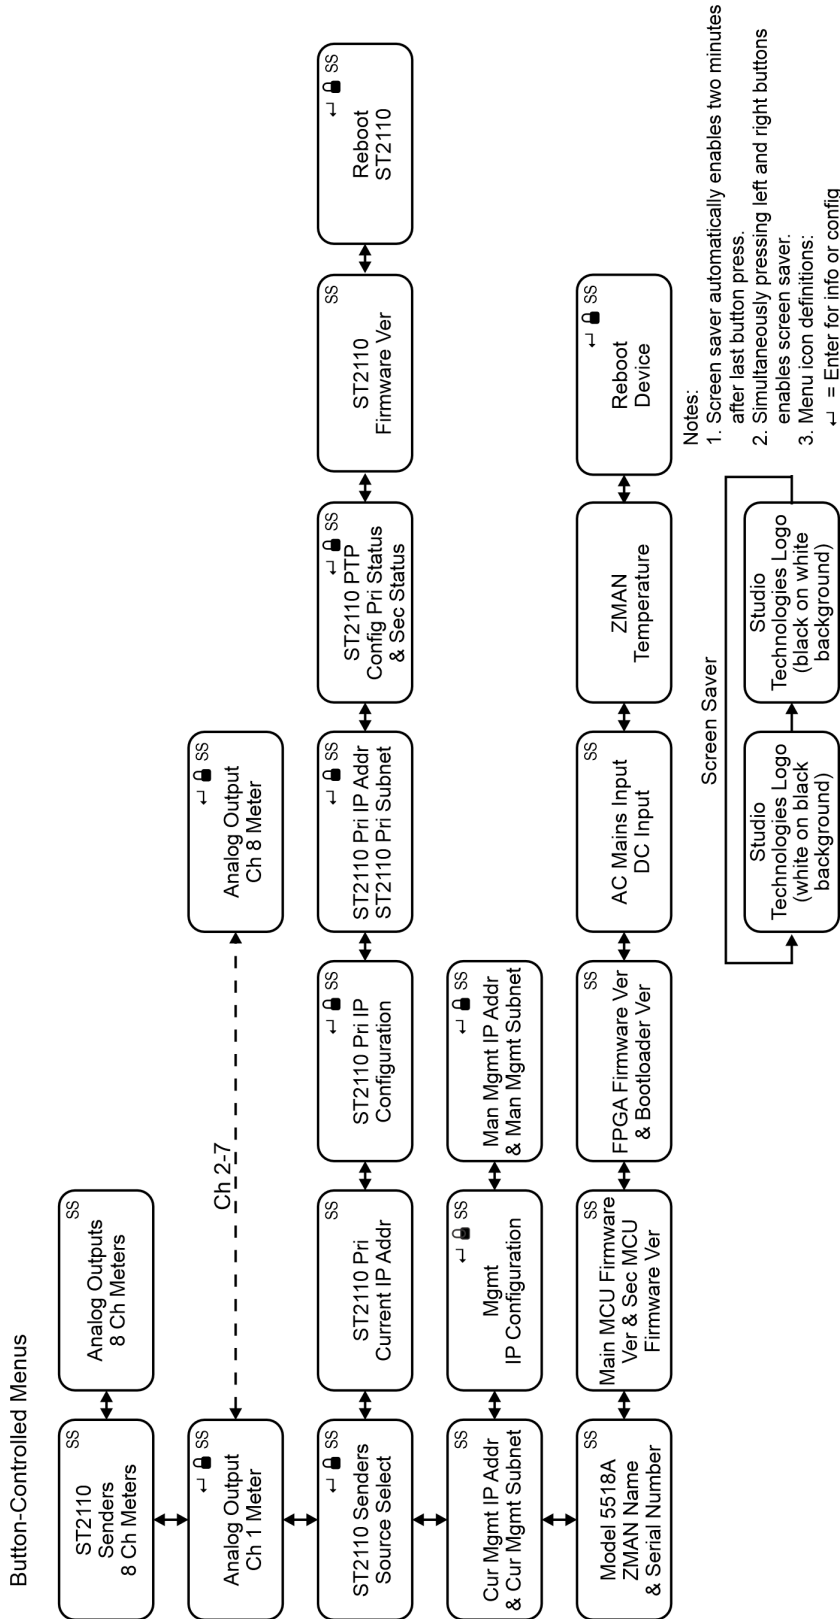 Button-Controlled Menus
SS
ST2110
Senders
8 Ch Meters
SS
Analog Outputs
8 Ch Meters
↵ 🔒 SS
Analog Output
Ch 1 Meter
Ch 2-7
↵ 🔒 SS
Analog Output
Ch 8 Meter
↵ 🔒 SS
ST2110 Senders
Source Select
SS
ST2110 Pri
Current IP Addr
↵ 🔒 SS
ST2110 Pri IP
Configuration
↵ 🔒 SS
ST2110 Pri IP Addr
ST2110 Pri Subnet
↵ 🔒 SS
ST2110 PTP
Config Pri Status
& Sec Status
SS
ST2110
Firmware Ver
↵ 🔒 SS
Reboot
ST2110
SS
Cur Mgmt IP Addr
& Cur Mgmt Subnet
↵ 🔒 SS
Mgmt
IP Configuration
↵ 🔒 SS
Man Mgmt IP Addr
& Man Mgmt Subnet
SS
Model 5518A
ZMAN Name
& Serial Number
SS
Main MCU Firmware
Ver & Sec MCU
Firmware Ver
SS
FPGA Firmware Ver
& Bootloader Ver
SS
AC Mains Input
DC Input
ZMAN
Temperature
↵ 🔒 SS
Reboot
Device
Screen Saver
Studio
Technologies Logo
(white on black
background)
Studio
Technologies Logo
(black on white
background)
Notes:
1. Screen saver automatically enables two minutes
after last button press.
2. Simultaneously pressing left and right buttons
enables screen saver.
3. Menu icon definitions:
↵ = Enter for info or config